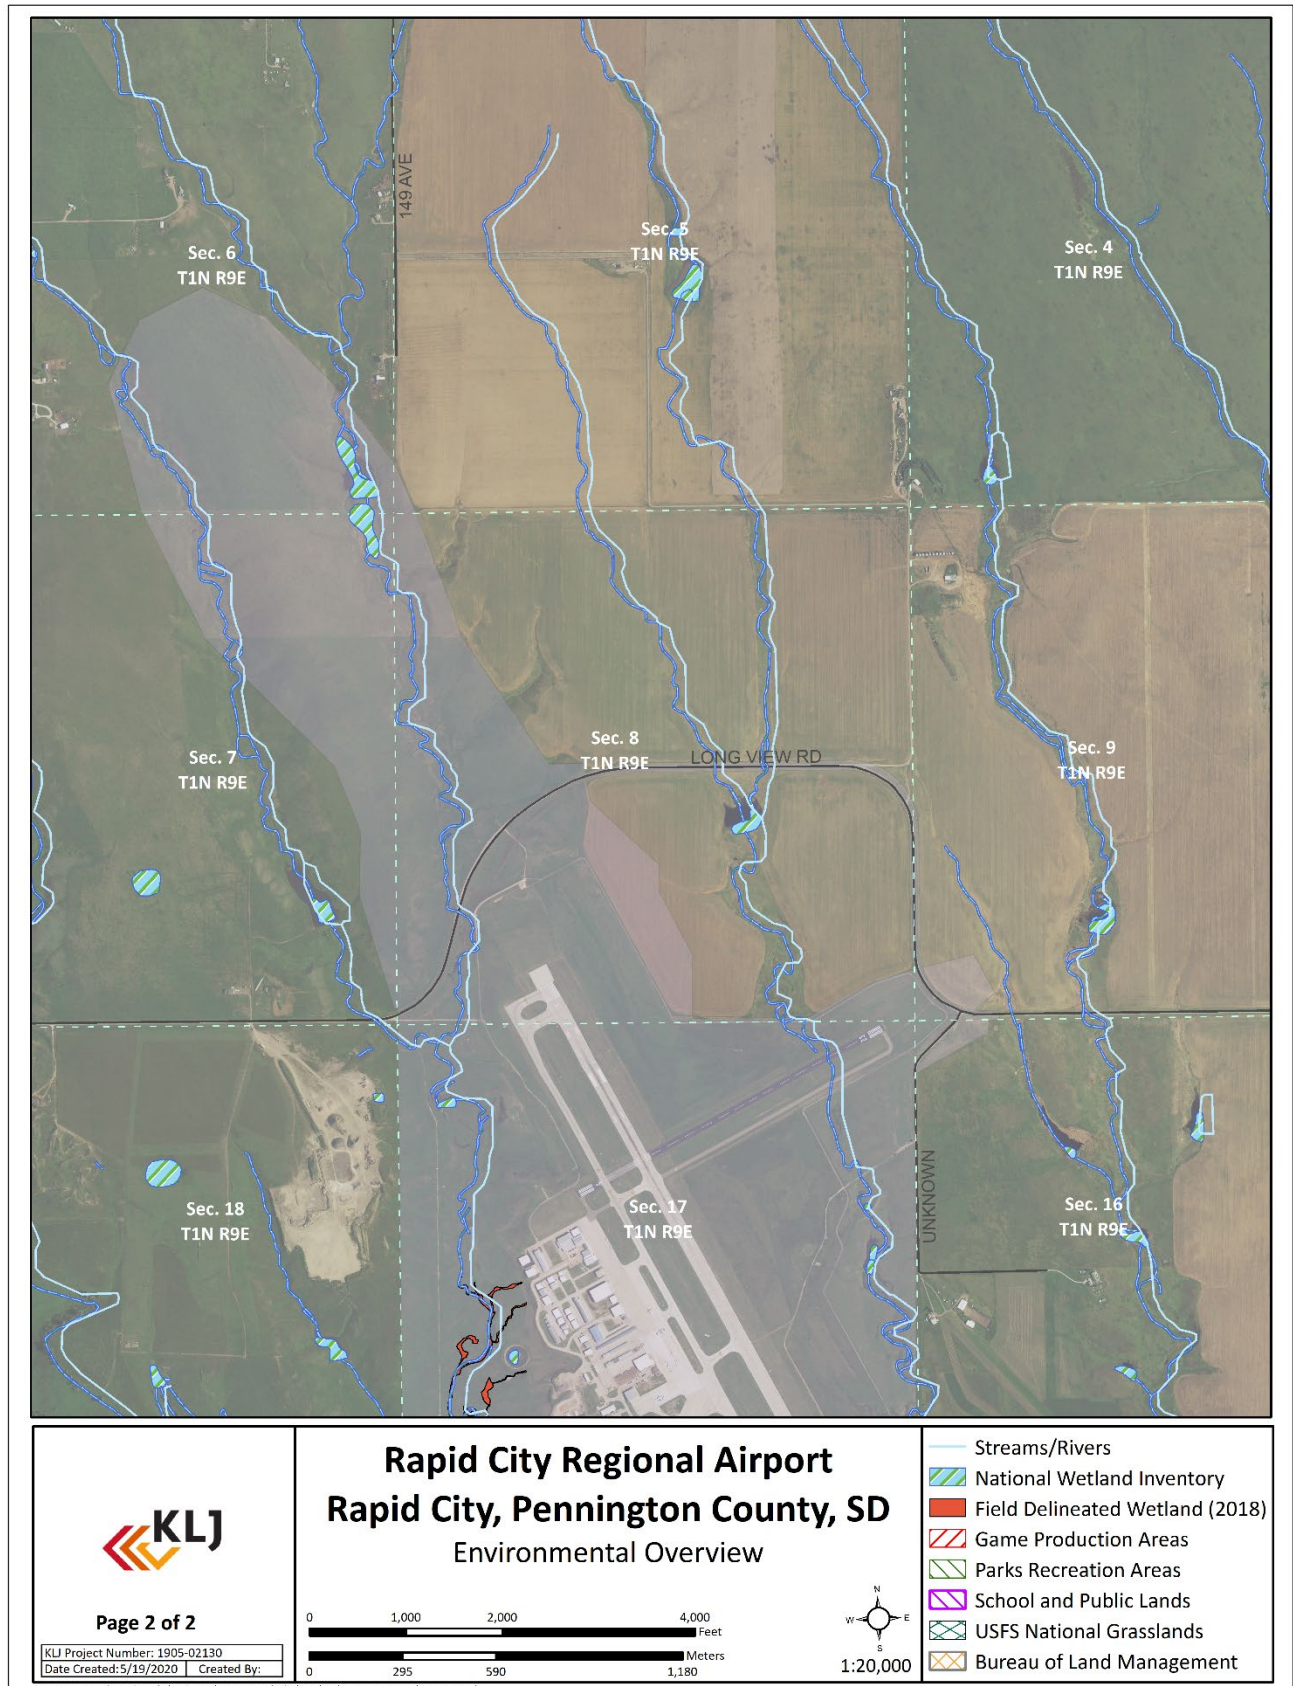 149 AVE
Sec. 6
T1N R9E
Sec. 5
T1N R9E
Sec. 4
T1N R9E
Sec. 7
T1N R9E
Sec. 8
T1N R9E
LONG VIEW RD
Sec. 9
T1N R9E
Sec. 18
T1N R9E
Sec. 17
T1N R9E
UNKNOWN
Sec. 16
T1N R9E
KLJ
Page 2 of 2
KLJ Project Number: 1905-02130
Date Created:5/19/2020 Created By:
Rapid City Regional Airport
Rapid City, Pennington County, SD
Environmental Overview
0 1,000 2,000 4,000
Feet
Meters
0 295 590 1,180
N
W E
S
1:20,000
Streams/Rivers
National Wetland Inventory
Field Delineated Wetland (2018)
Game Production Areas
Parks Recreation Areas
School and Public Lands
USFS National Grasslands
Bureau of Land Management